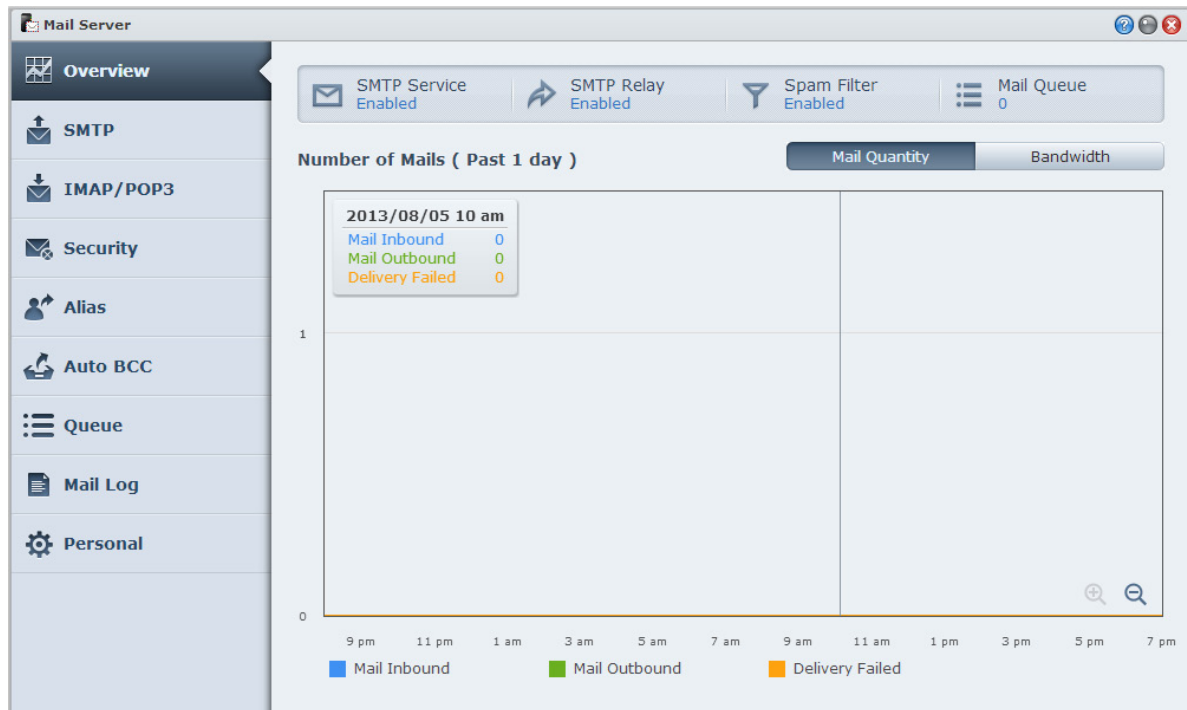 Mail Server
Overview
SMTP
IMAP/POP3
Security
Alias
Auto BCC
Queue
Mail Log
Personal
SMTP Service
Enabled
SMTP Relay
Enabled
Spam Filter
Enabled
Mail Queue
0
Number of Mails ( Past 1 day )
Mail Quantity
Bandwidth
2013/08/05 10 am
Mail Inbound 0
Mail Outbound 0
Delivery Failed 0
1
0
9 pm 11 pm 1 am 3 am 5 am 7 am 9 am 11 am 1 pm 3 pm 5 pm 7 pm
Mail Inbound Mail Outbound Delivery Failed